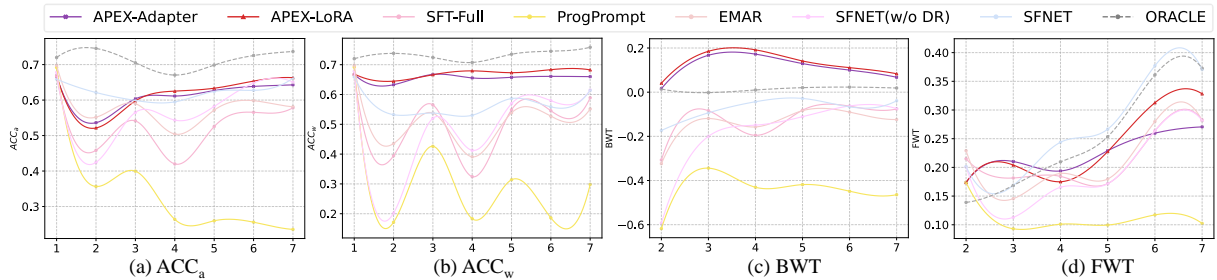 APEX-Adapter APEX-LoRA SFT-Full ProgPrompt EMAR SFNET(w/o DR) SFNET ORACLE
ACCₐ
0.7
0.6
0.5
0.4
0.3
1 2 3 4 5 6 7
(a) ACCₐ
ACC_w
0.7
0.6
0.5
0.4
0.3
0.2
1 2 3 4 5 6 7
(b) ACC_w
BWT
0.2
0.0
−0.2
−0.4
−0.6
2 3 4 5 6 7
(c) BWT
FWT
0.40
0.35
0.30
0.25
0.20
0.15
0.10
2 3 4 5 6 7
(d) FWT